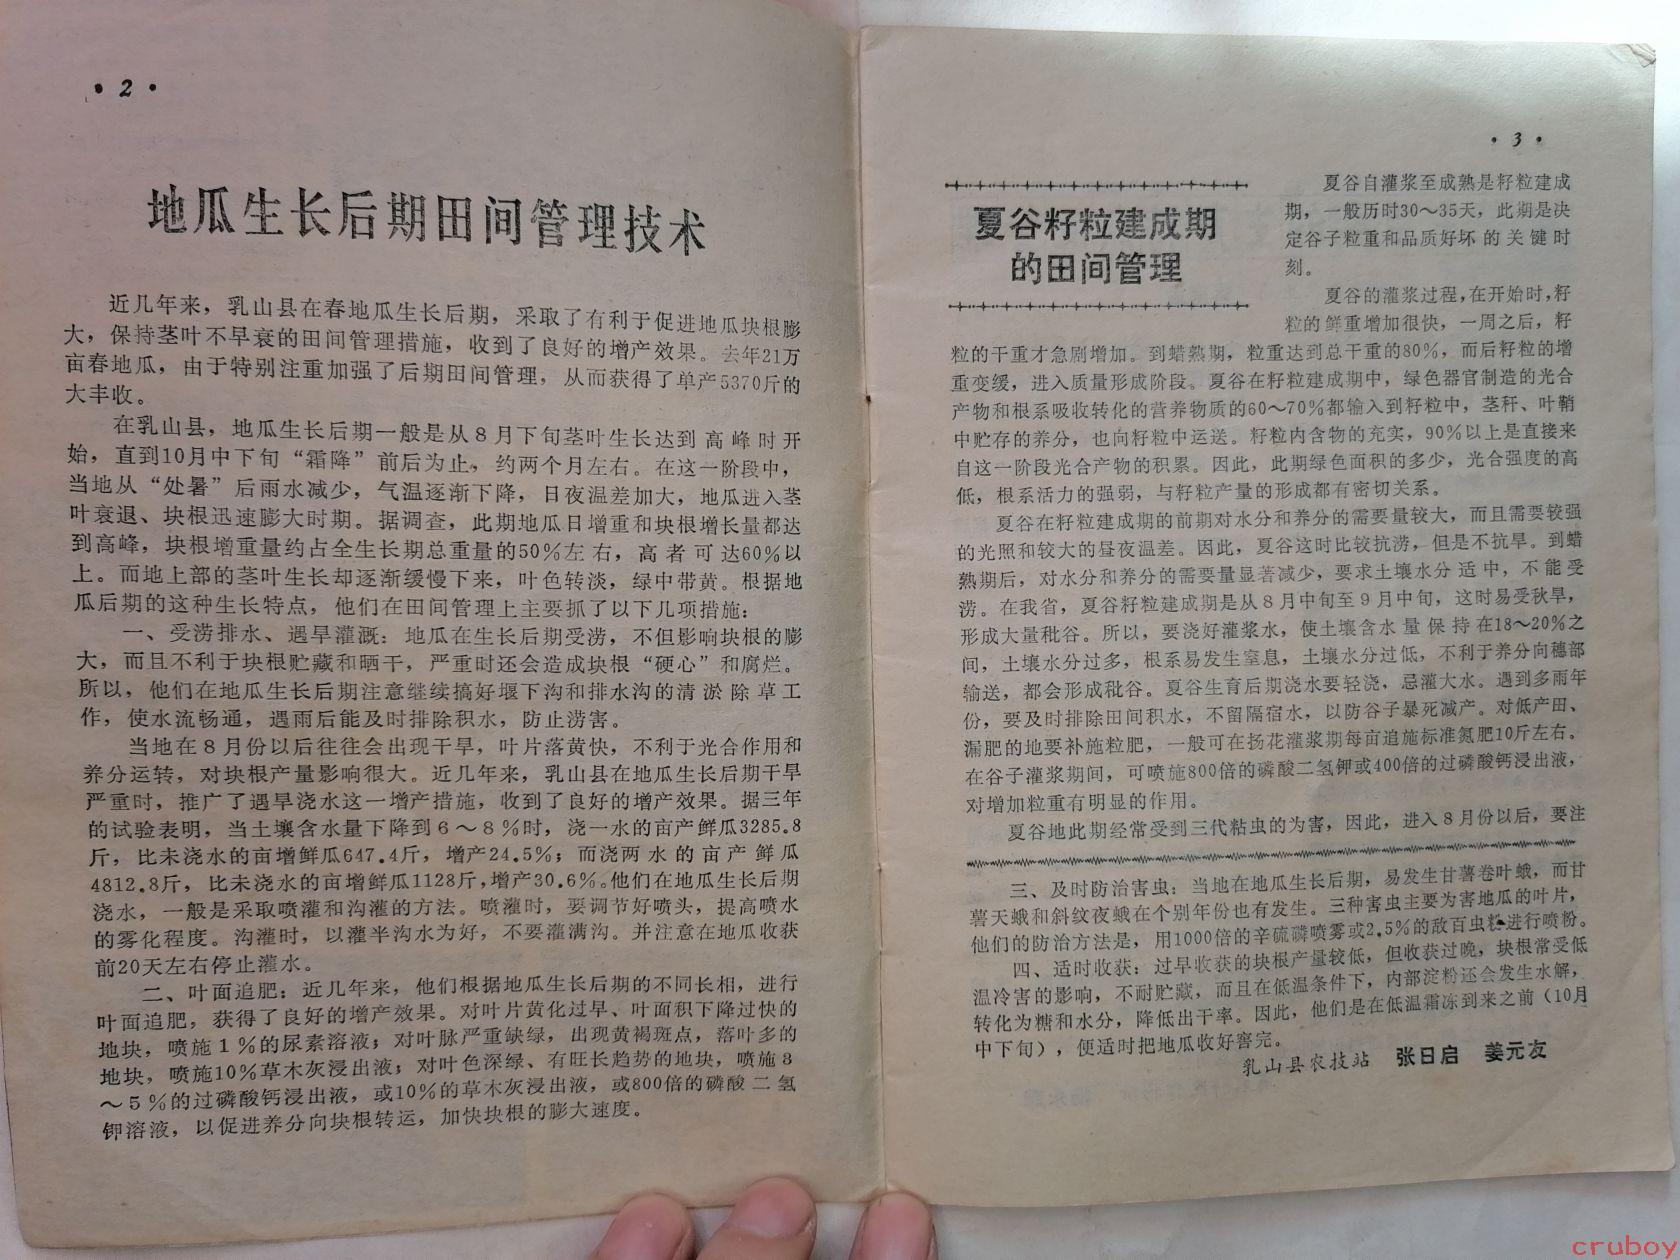 · 2 ·
地瓜生长后期田间管理技术
近几年来，乳山县在春地瓜生长后期，采取了有利于促进地瓜块根膨
大，保持茎叶不早衰的田间管理措施，收到了良好的增产效果。去年21万
亩春地瓜，由于特别注重加强了后期田间管理，从而获得了单产5370斤的
大丰收。
在乳山县，地瓜生长后期一般是从8月下旬茎叶生长达到高峰时开
始，直到10月中下旬“霜降”前后为止，约两个月左右。在这一阶段中，
当地从“处暑”后雨水减少，气温逐渐下降，日夜温差加大，地瓜进入茎
叶衰退、块根迅速膨大时期。据调查，此期地瓜日增重和块根增长量都达
到高峰，块根增重量约占全生长期总重量的50%左右，高者可达60%以
上。而地上部的茎叶生长却逐渐缓慢下来，叶色转淡，绿中带黄。根据地
瓜后期的这种生长特点，他们在田间管理上主要抓了以下几项措施：
一、受涝排水、遇旱灌溉：地瓜在生长后期受涝，不但影响块根的膨
大，而且不利于块根贮藏和晒干，严重时还会造成块根“硬心”和腐烂。
所以，他们在地瓜生长后期注意继续搞好堰下沟和排水沟的清淤除草工
作，使水流畅通，遇雨后能及时排除积水，防止涝害。
当地在8月份以后往往会出现干旱，叶片落黄快，不利于光合作用和
养分运转，对块根产量影响很大。近几年来，乳山县在地瓜生长后期干旱
严重时，推广了遇旱浇水这一增产措施，收到了良好的增产效果。据三年
的试验表明，当土壤含水量下降到6～8%时，浇一水的亩产鲜瓜3285.8
斤，比未浇水的亩增鲜瓜647.4斤，增产24.5%；而浇两水的亩产鲜瓜
4812.8斤，比未浇水的亩增鲜瓜1128斤，增产30.6%。他们在地瓜生长后期
浇水，一般是采取喷灌和沟灌的方法。喷灌时，要调节好喷头，提高喷水
的雾化程度。沟灌时，以灌半沟水为好，不要灌满沟。并注意在地瓜收获
前20天左右停止灌水。
二、叶面追肥：近几年来，他们根据地瓜生长后期的不同长相，进行
叶面追肥，获得了良好的增产效果。对叶片黄化过早、叶面积下降过快的
地块，喷施1%的尿素溶液；对叶脉严重缺绿，出现黄褐斑点，落叶多的
地块，喷施10%草木灰浸出液；对叶色深绿、有旺长趋势的地块，喷施3
～5%的过磷酸钙浸出液，或10%的草木灰浸出液，或800倍的磷酸二氢
钾溶液，以促进养分向块根转运，加快块根的膨大速度。
· 3 ·
夏谷籽粒建成期
的田间管理
夏谷自灌浆至成熟是籽粒建成
期，一般历时30～35天，此期是决
定谷子粒重和品质好坏的关键时
刻。
夏谷的灌浆过程，在开始时，籽
粒的鲜重增加很快，一周之后，籽
粒的干重才急剧增加。到蜡熟期，粒重达到总干重的80%，而后籽粒的增
重变缓，进入质量形成阶段。夏谷在籽粒建成期中，绿色器官制造的光合
产物和根系吸收转化的营养物质的60～70%都输入到籽粒中，茎秆、叶鞘
中贮存的养分，也向籽粒中运送。籽粒内含物的充实，90%以上是直接来
自这一阶段光合产物的积累。因此，此期绿色面积的多少，光合强度的高
低，根系活力的强弱，与籽粒产量的形成都有密切关系。
夏谷在籽粒建成期的前期对水分和养分的需要量较大，而且需要较强
的光照和较大的昼夜温差。因此，夏谷这时比较抗涝，但是不抗旱。到蜡
熟期后，对水分和养分的需要量显著减少，要求土壤水分适中，不能受
涝。在我省，夏谷籽粒建成期是从8月中旬至9月中旬，这时易受秋旱，
形成大量秕谷。所以，要浇好灌浆水，使土壤含水量保持在18～20%之
间，土壤水分过多，根系易发生窒息，土壤水分过低，不利于养分向穗部
输送，都会形成秕谷。夏谷生育后期浇水要轻浇，忌灌大水。遇到多雨年
份，要及时排除田间积水，不留隔宿水，以防谷子暴死减产。对低产田、
漏肥的地要补施粒肥，一般可在扬花灌浆期每亩追施标准氮肥10斤左右。
在谷子灌浆期间，可喷施800倍的磷酸二氢钾或400倍的过磷酸钙浸出液，
对增加粒重有明显的作用。
夏谷地此期经常受到三代粘虫的为害，因此，进入8月份以后，要注
三、及时防治害虫：当地在地瓜生长后期，易发生甘薯卷叶蛾，而甘
薯天蛾和斜纹夜蛾在个别年份也有发生。三种害虫主要为害地瓜的叶片，
他们的防治方法是，用1000倍的辛硫磷喷雾或2.5%的敌百虫粉进行喷粉。
四、适时收获：过早收获的块根产量较低，但收获过晚，块根常受低
温冷害的影响，不耐贮藏，而且在低温条件下，内部淀粉还会发生水解，
转化为糖和水分，降低出干率。因此，他们是在低温霜冻到来之前（10月
中下旬），便适时把地瓜收好窖完。
乳山县农技站 张日启 姜元友
cruboy